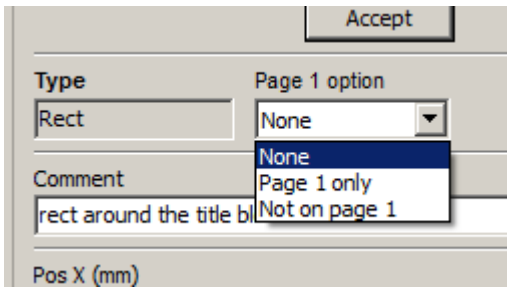 Accept
Type Page 1 option
Rect None
None
Page 1 only
Comment
Not on page 1
rect around the title
Pos X (mm)